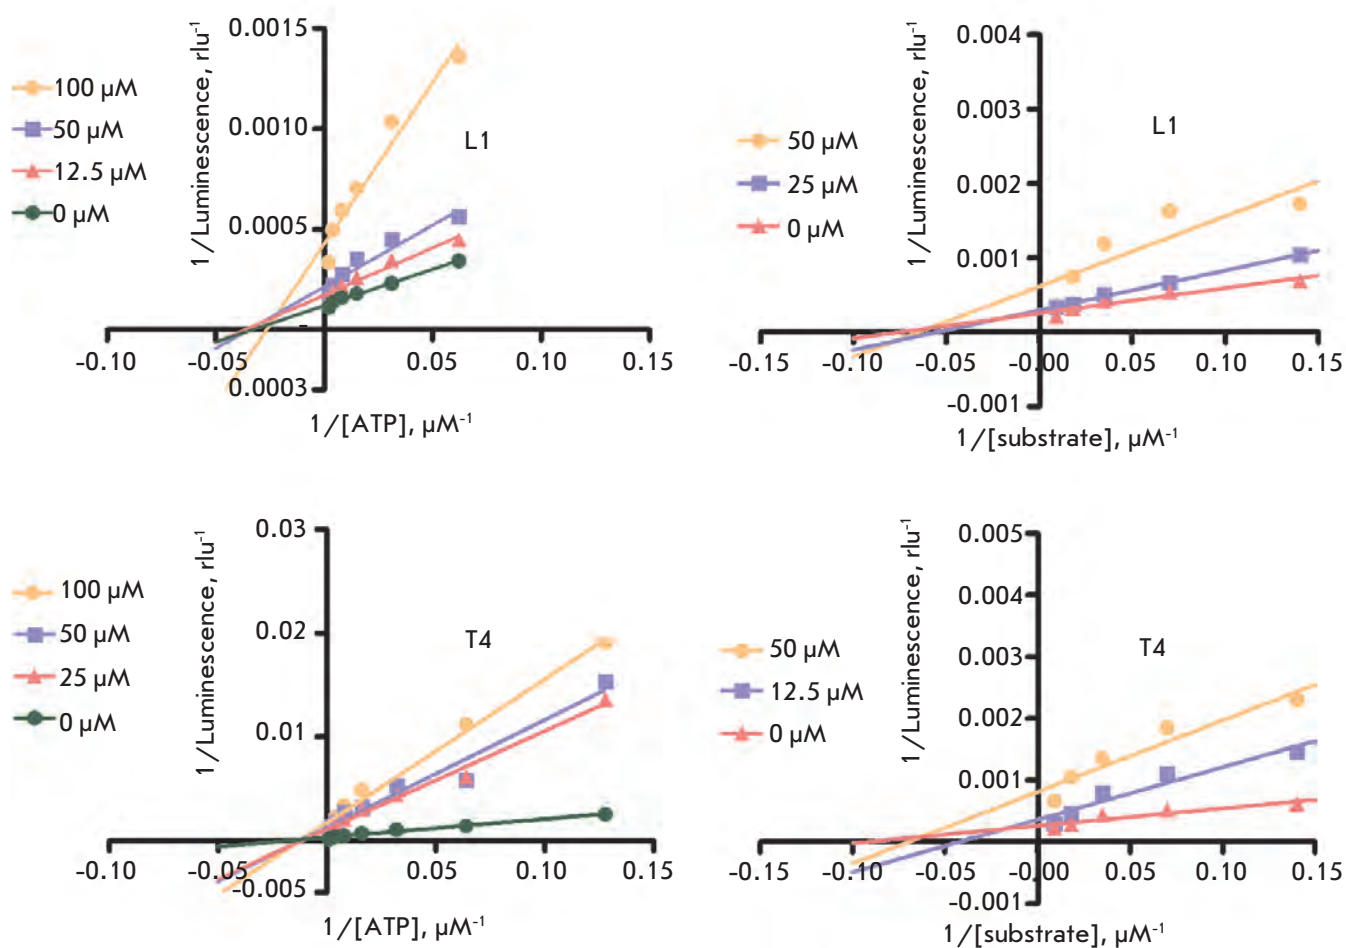 1/Luminescence, rlu⁻¹
0.0015
0.0010
0.0005
-
0.0003
-0.10
-0.05
0.05
0.10
0.15
1/[ATP], µM⁻¹
L1
100 µM
50 µM
12.5 µM
0 µM
1/Luminescence, rlu⁻¹
0.004
0.003
0.002
0.001
-0.001
-0.15
-0.10
-0.05
-0.00
0.05
0.10
0.15
1/[substrate], µM⁻¹
L1
50 µM
25 µM
0 µM
1/Luminescence, rlu⁻¹
0.03
0.02
0.01
-0.005
-0.10
-0.05
0.05
0.10
0.15
1/[ATP], µM⁻¹
T4
100 µM
50 µM
25 µM
0 µM
1/Luminescence, rlu⁻¹
0.005
0.004
0.003
0.002
0.001
-0.001
-0.15
-0.10
-0.05
-0.00
0.05
0.10
0.15
1/[substrate], µM⁻¹
T4
50 µM
12.5 µM
0 µM